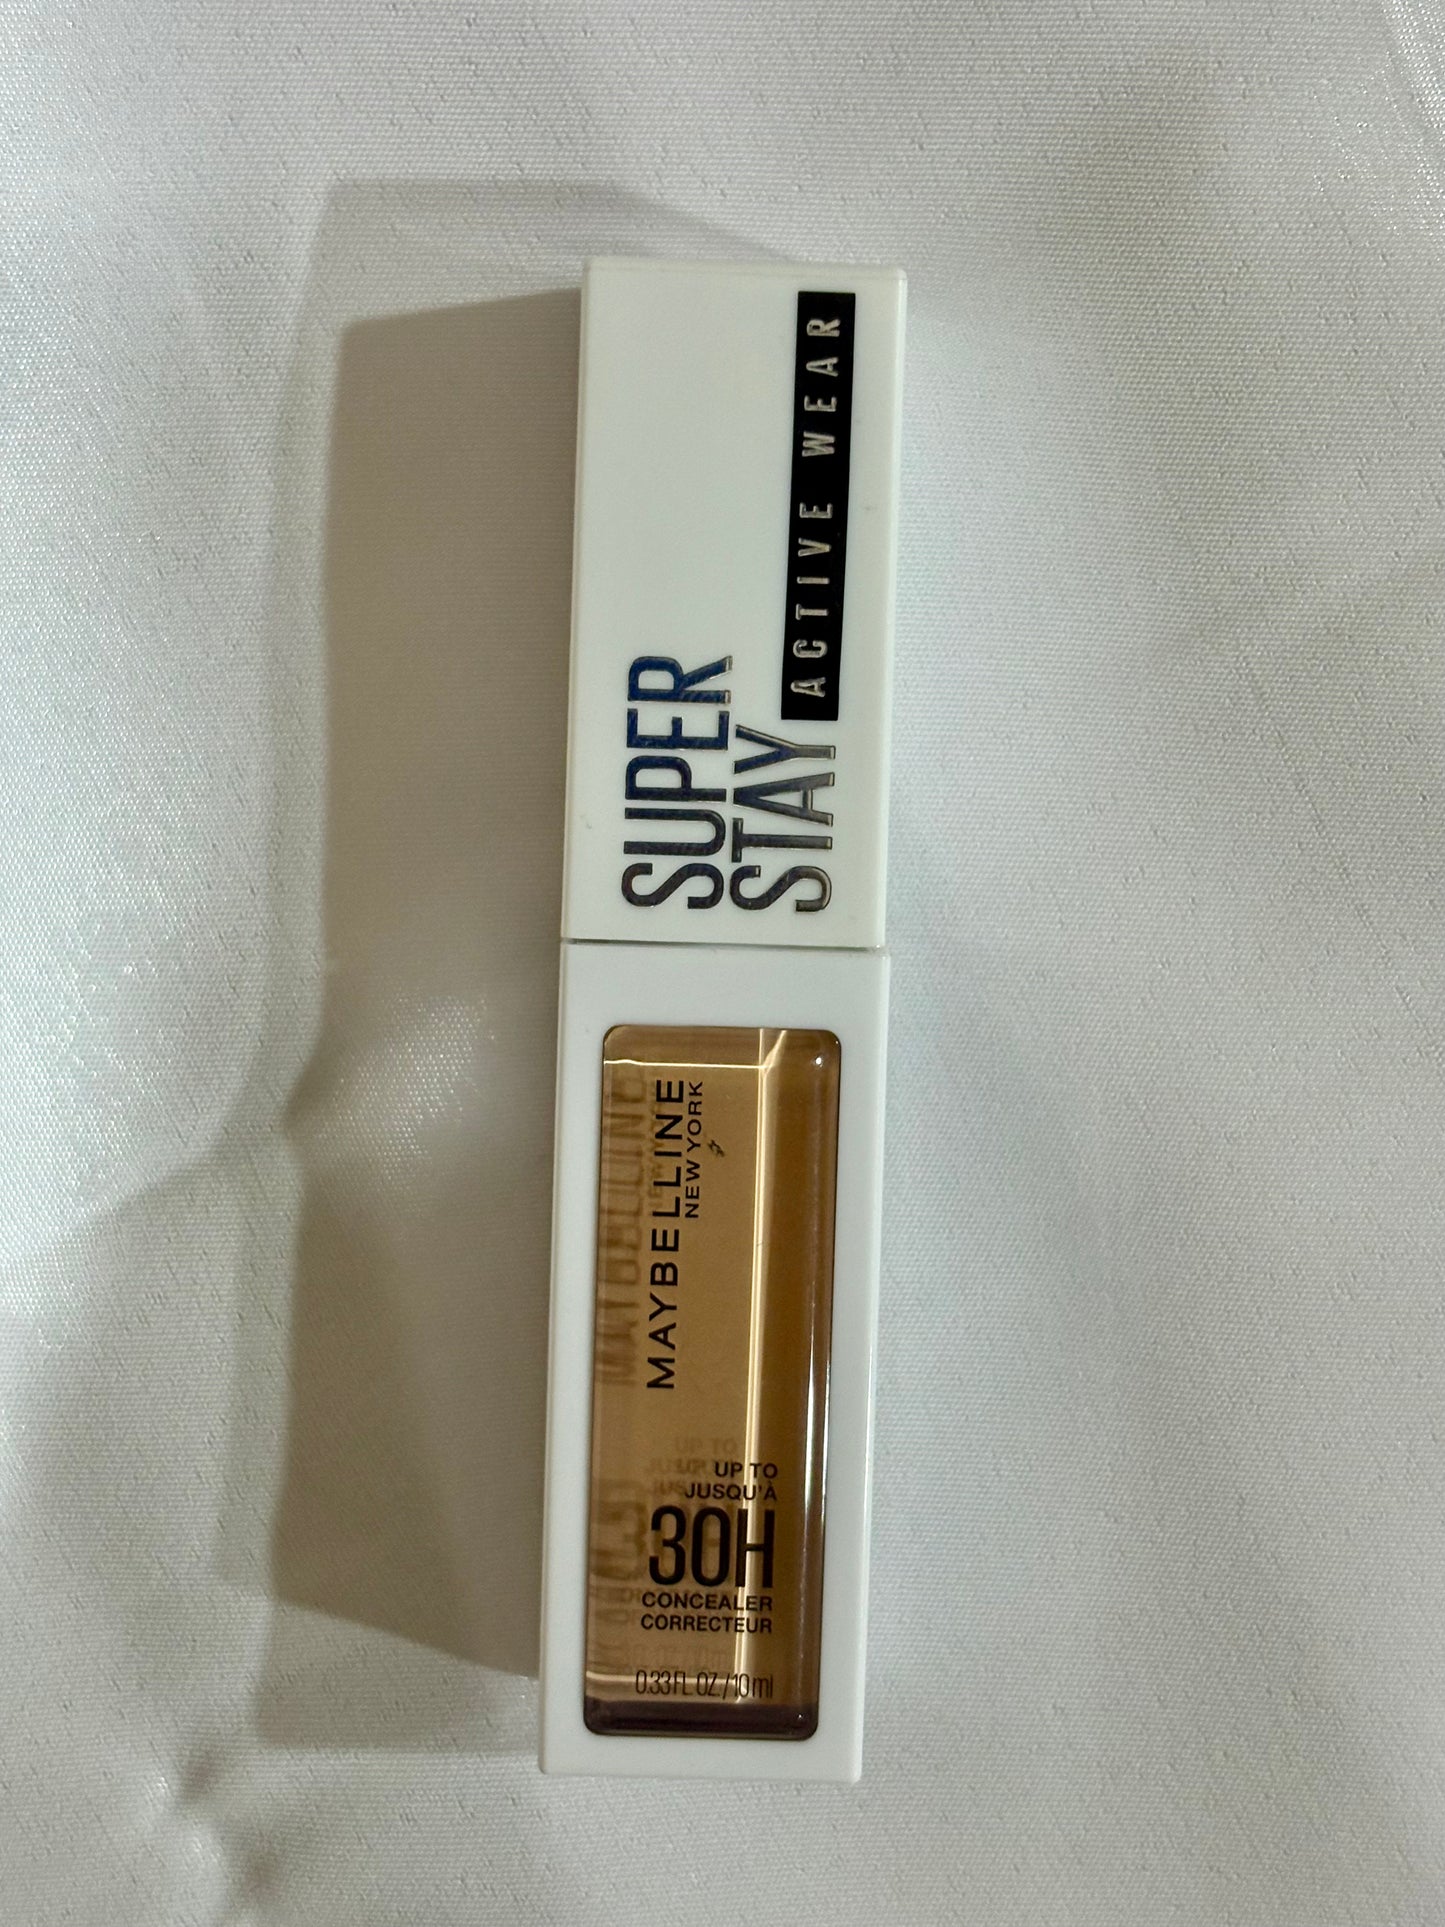 SUPER
STAY
ACTIVE WEAR
MAYBELLINE
NEW YORK
UP TO
JUSQU'À
30H
CONCEALER
CORRECTEUR
0.33 FL. OZ./10 ml